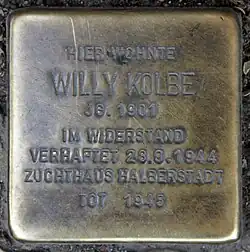 HIER WOHNTE
WILLY KOLBE
JG. 1901
IM WIDERSTAND
VERHAFTET 28.8.1944
ZUCHTHAUS HALBERSTADT
TOT 1945